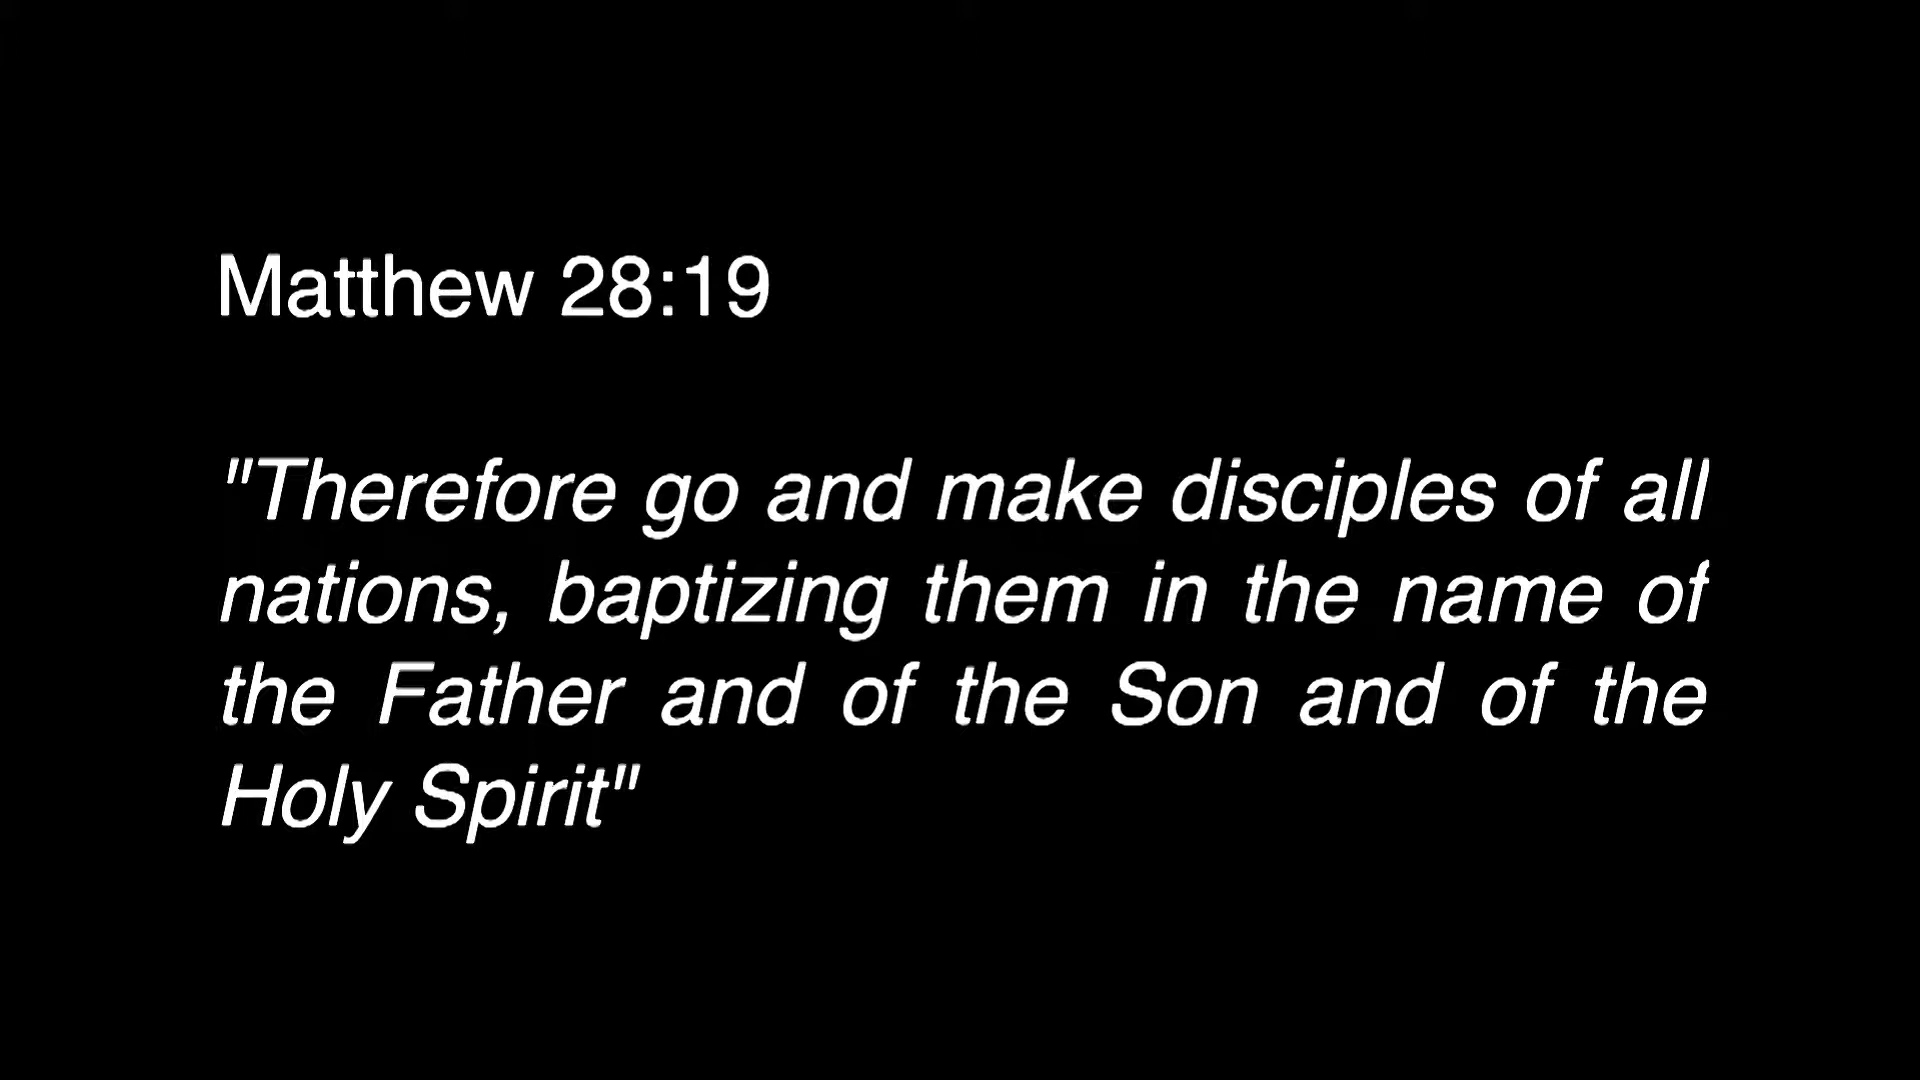 Matthew 28:19
"Therefore go and make disciples of all
nations, baptizing them in the name of
the Father and of the Son and of the
Holy Spirit"